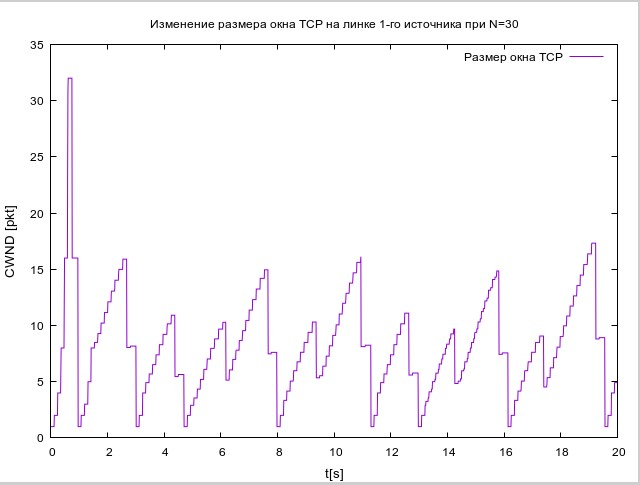 Изменение размера окна TCP на линке 1-го источника при N=30
Размер окна TCP
35
30
25
20
15
10
5
0
CWND [pkt]
0 2 4 6 8 10 12 14 16 18 20
t[s]